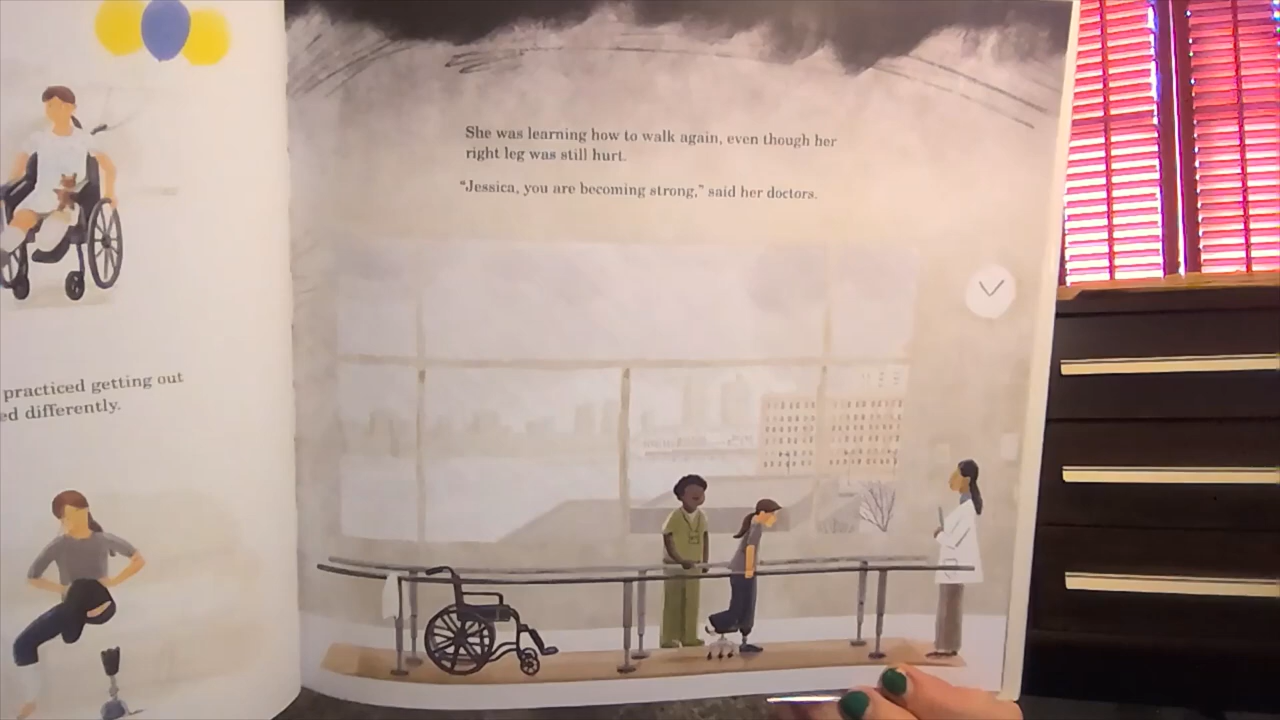 practiced getting out
ed differently.
She was learning how to walk again, even though her
right leg was still hurt.
“Jessica, you are becoming strong,” said her doctors.